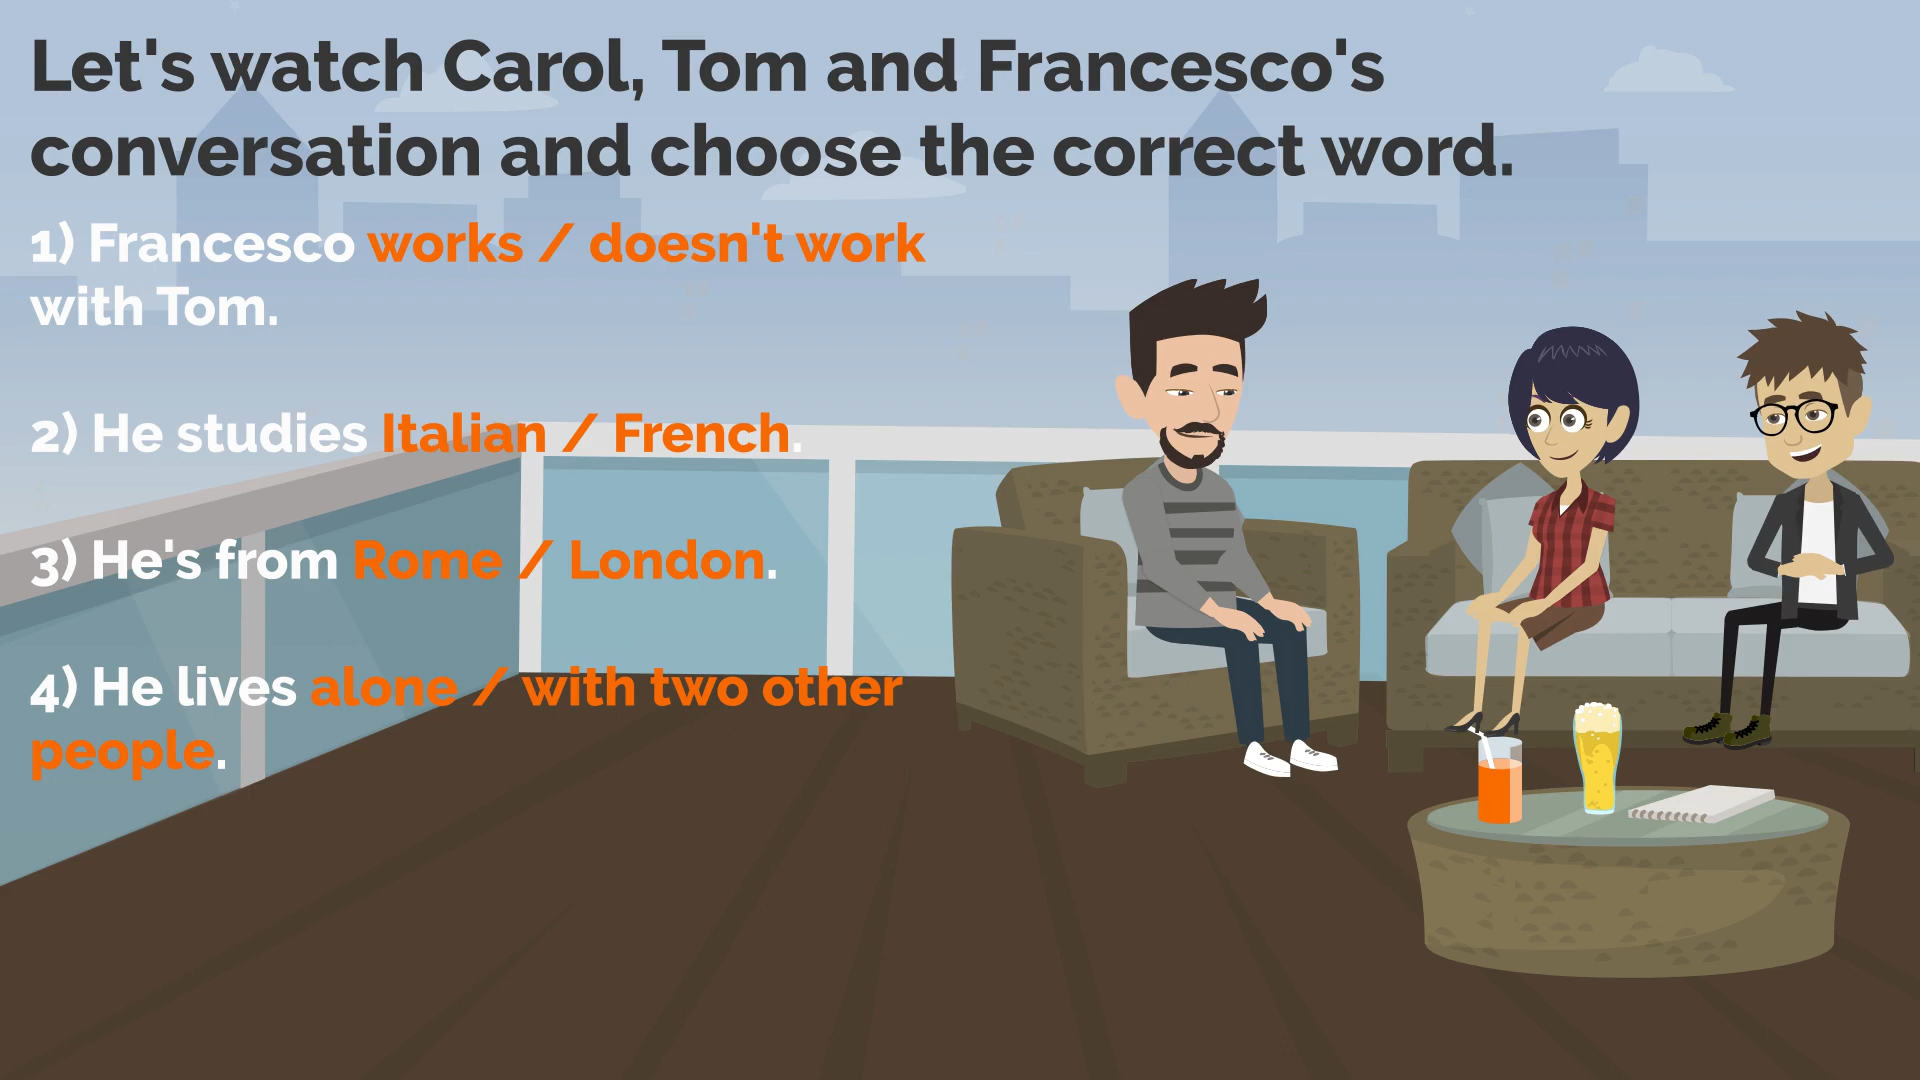 Let's watch Carol, Tom and Francesco's
conversation and choose the correct word.
1) Francesco works / doesn't work
with Tom.
2) He studies Italian / French.
3) He's from Rome / London.
4) He lives alone / with two other
people.